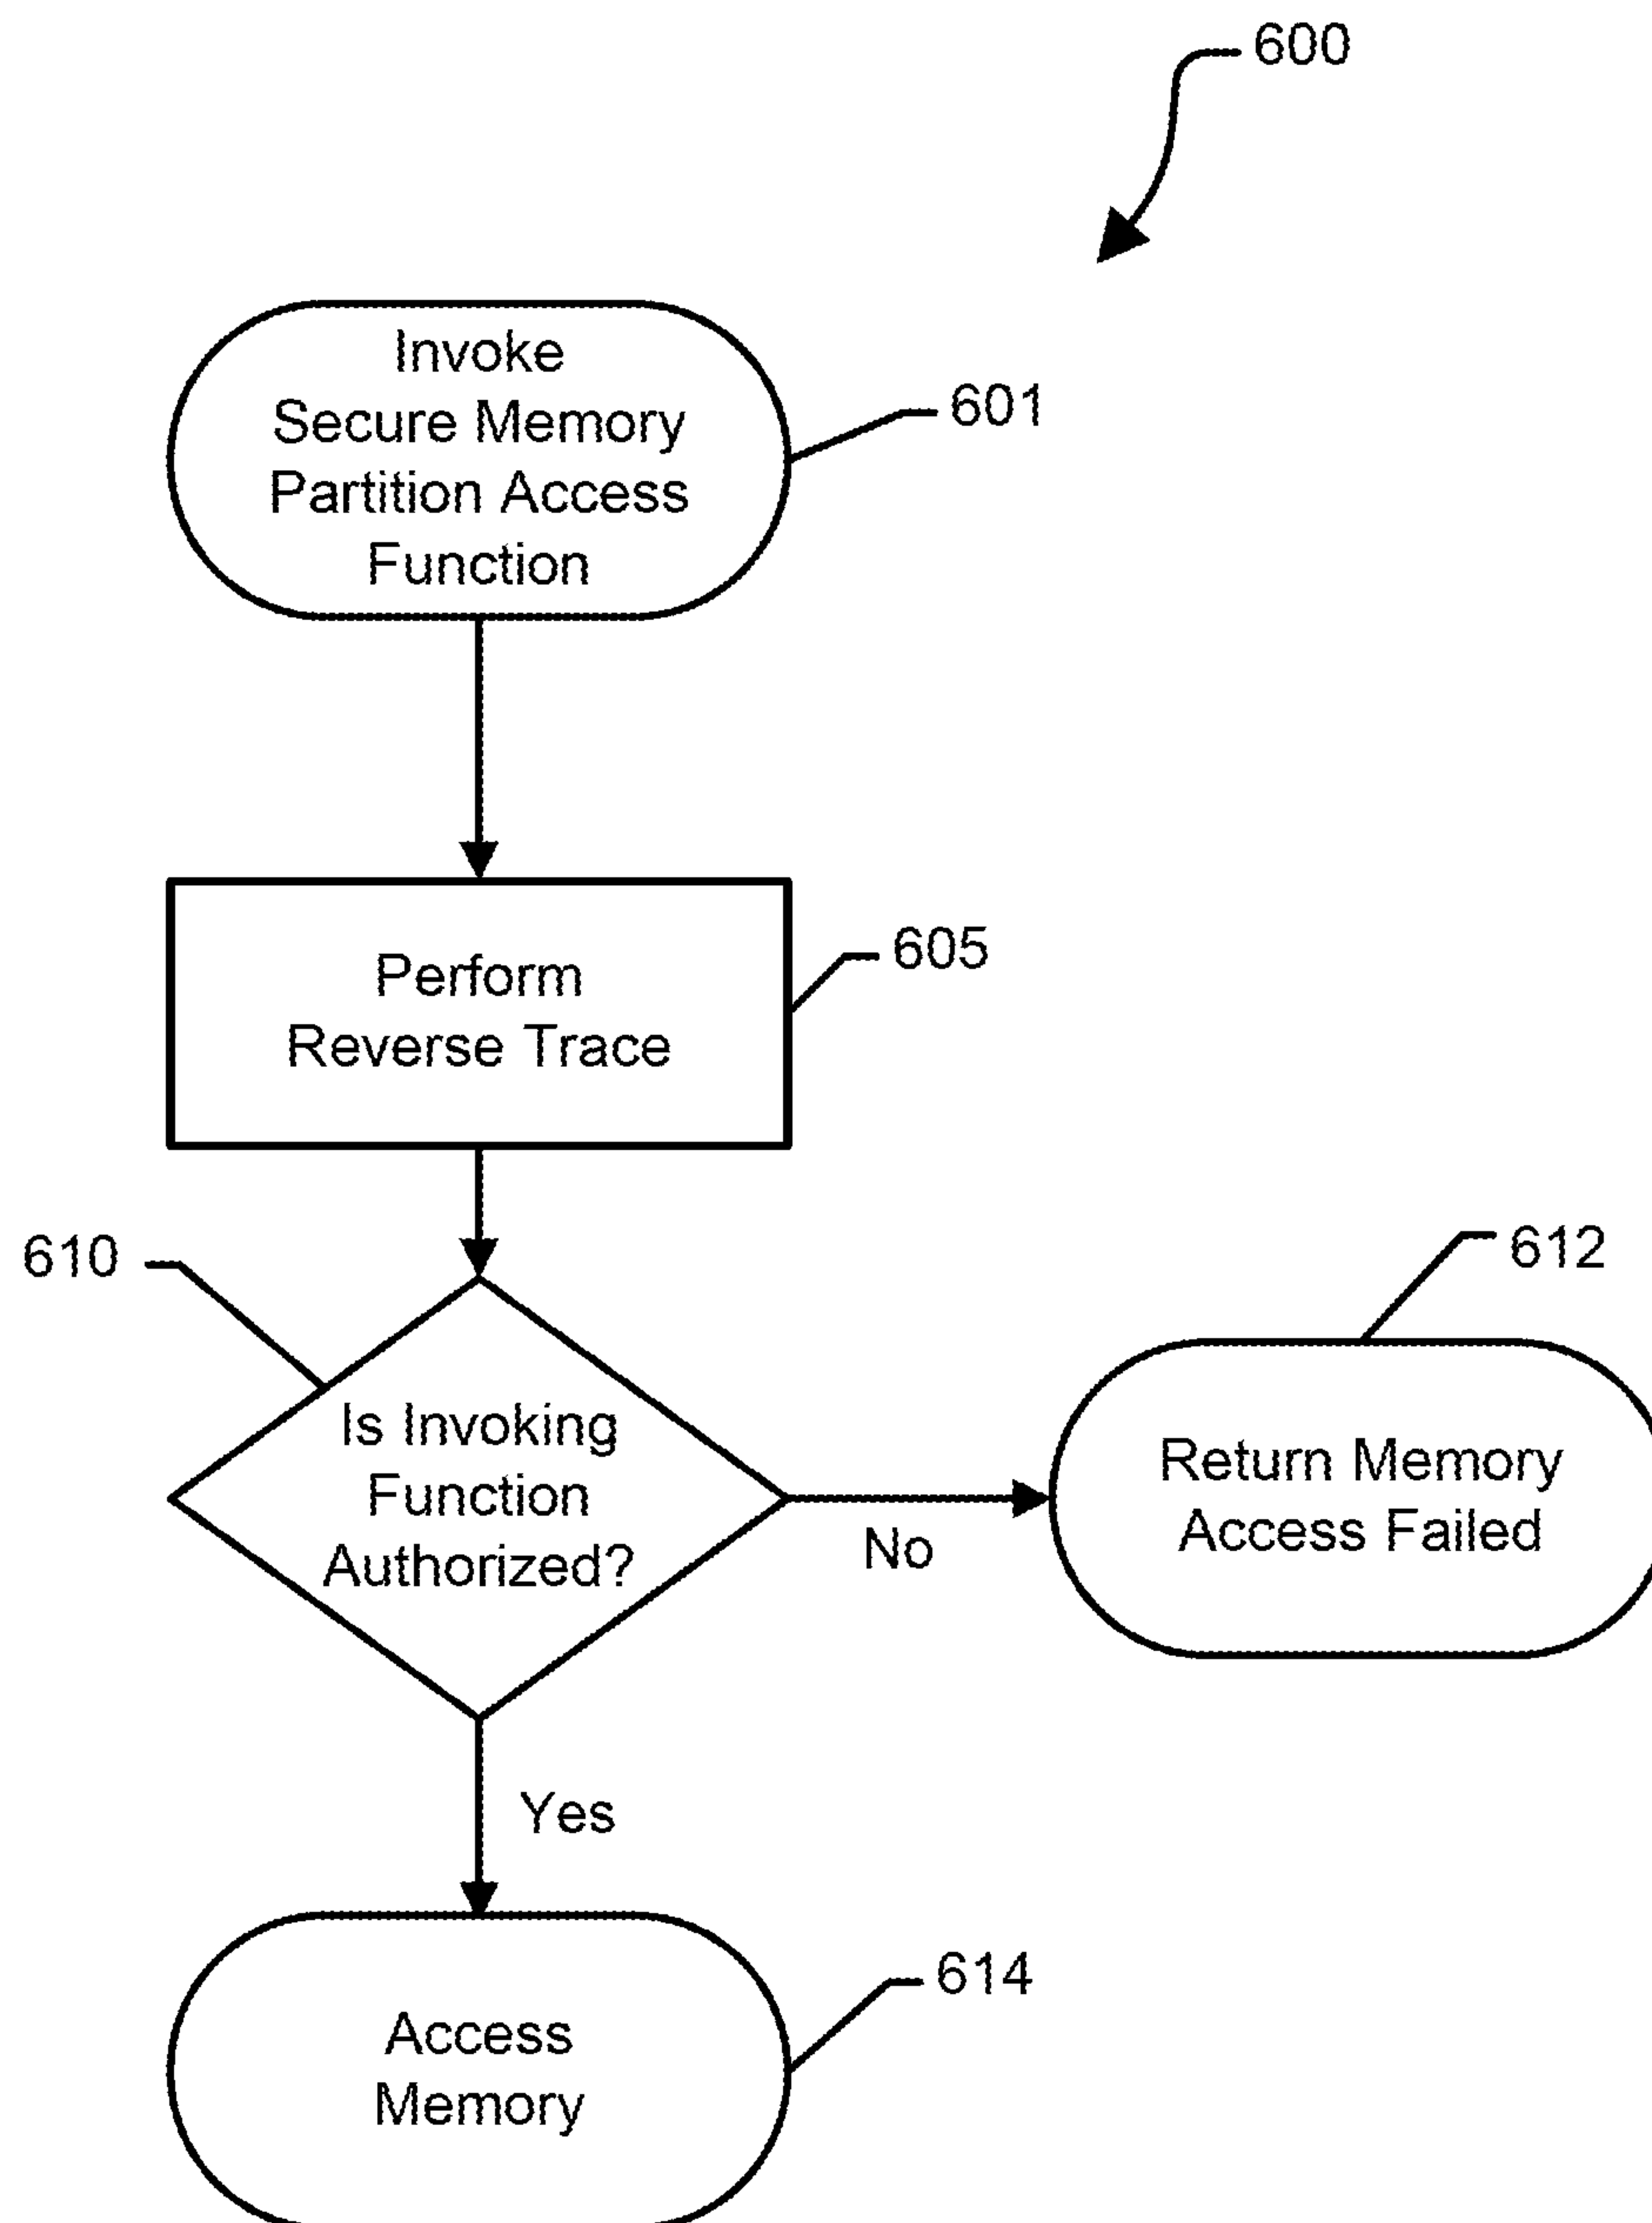 600
Invoke
Secure Memory
Partition Access
Function
601
Perform
Reverse Trace
605
610
Is Invoking
Function
Authorized?
No
612
Return Memory
Access Failed
Yes
Access
Memory
614